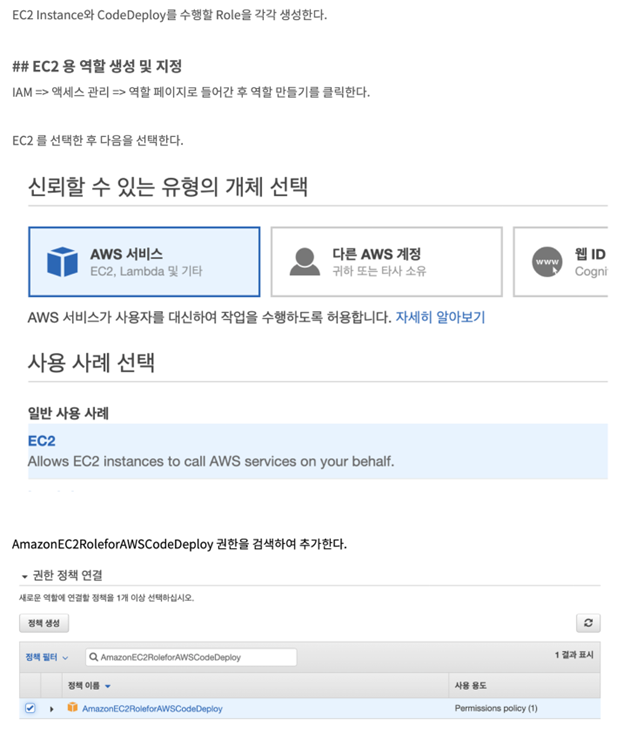 EC2 Instance와 CodeDeploy를 수행할 Role을 각각 생성한다.
## EC2 용 역할 생성 및 지정
IAM => 액세스 관리 => 역할 페이지로 들어간 후 역할 만들기를 클릭한다.
EC2 를 선택한 후 다음을 선택한다.
신뢰할 수 있는 유형의 개체 선택
AWS 서비스
EC2, Lambda 및 기타
다른 AWS 계정
귀하 또는 타사 소유
www
웹 ID
Cogni
AWS 서비스가 사용자를 대신하여 작업을 수행하도록 허용합니다. 자세히 알아보기
사용 사례 선택
일반 사용 사례
EC2
Allows EC2 instances to call AWS services on your behalf.
AmazonEC2RoleforAWSCodeDeploy 권한을 검색하여 추가한다.
권한 정책 연결
새로운 역할에 연결할 정책을 1개 이상 선택하십시오.
정책 생성
정책 필터
AmazonEC2RoleforAWSCodeDeploy
1 결과 표시
정책 이름
사용 용도
AmazonEC2RoleforAWSCodeDeploy
Permissions policy (1)